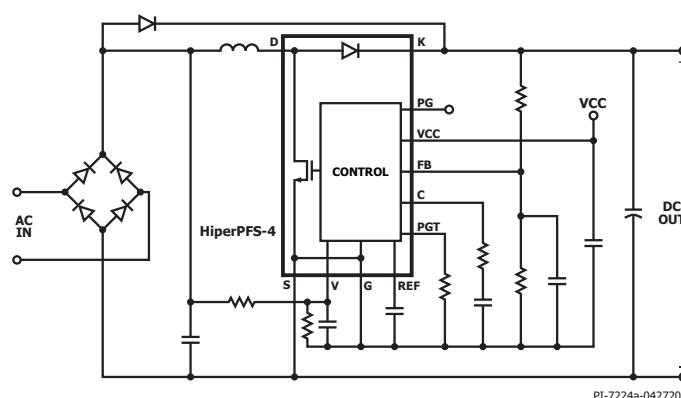 D
K
PG
VCC
VCC
CONTROL
FB
AC
IN
C
DC
OUT
HiperPFS-4
PGT
S
V
G
REF
PI-7224a-042720